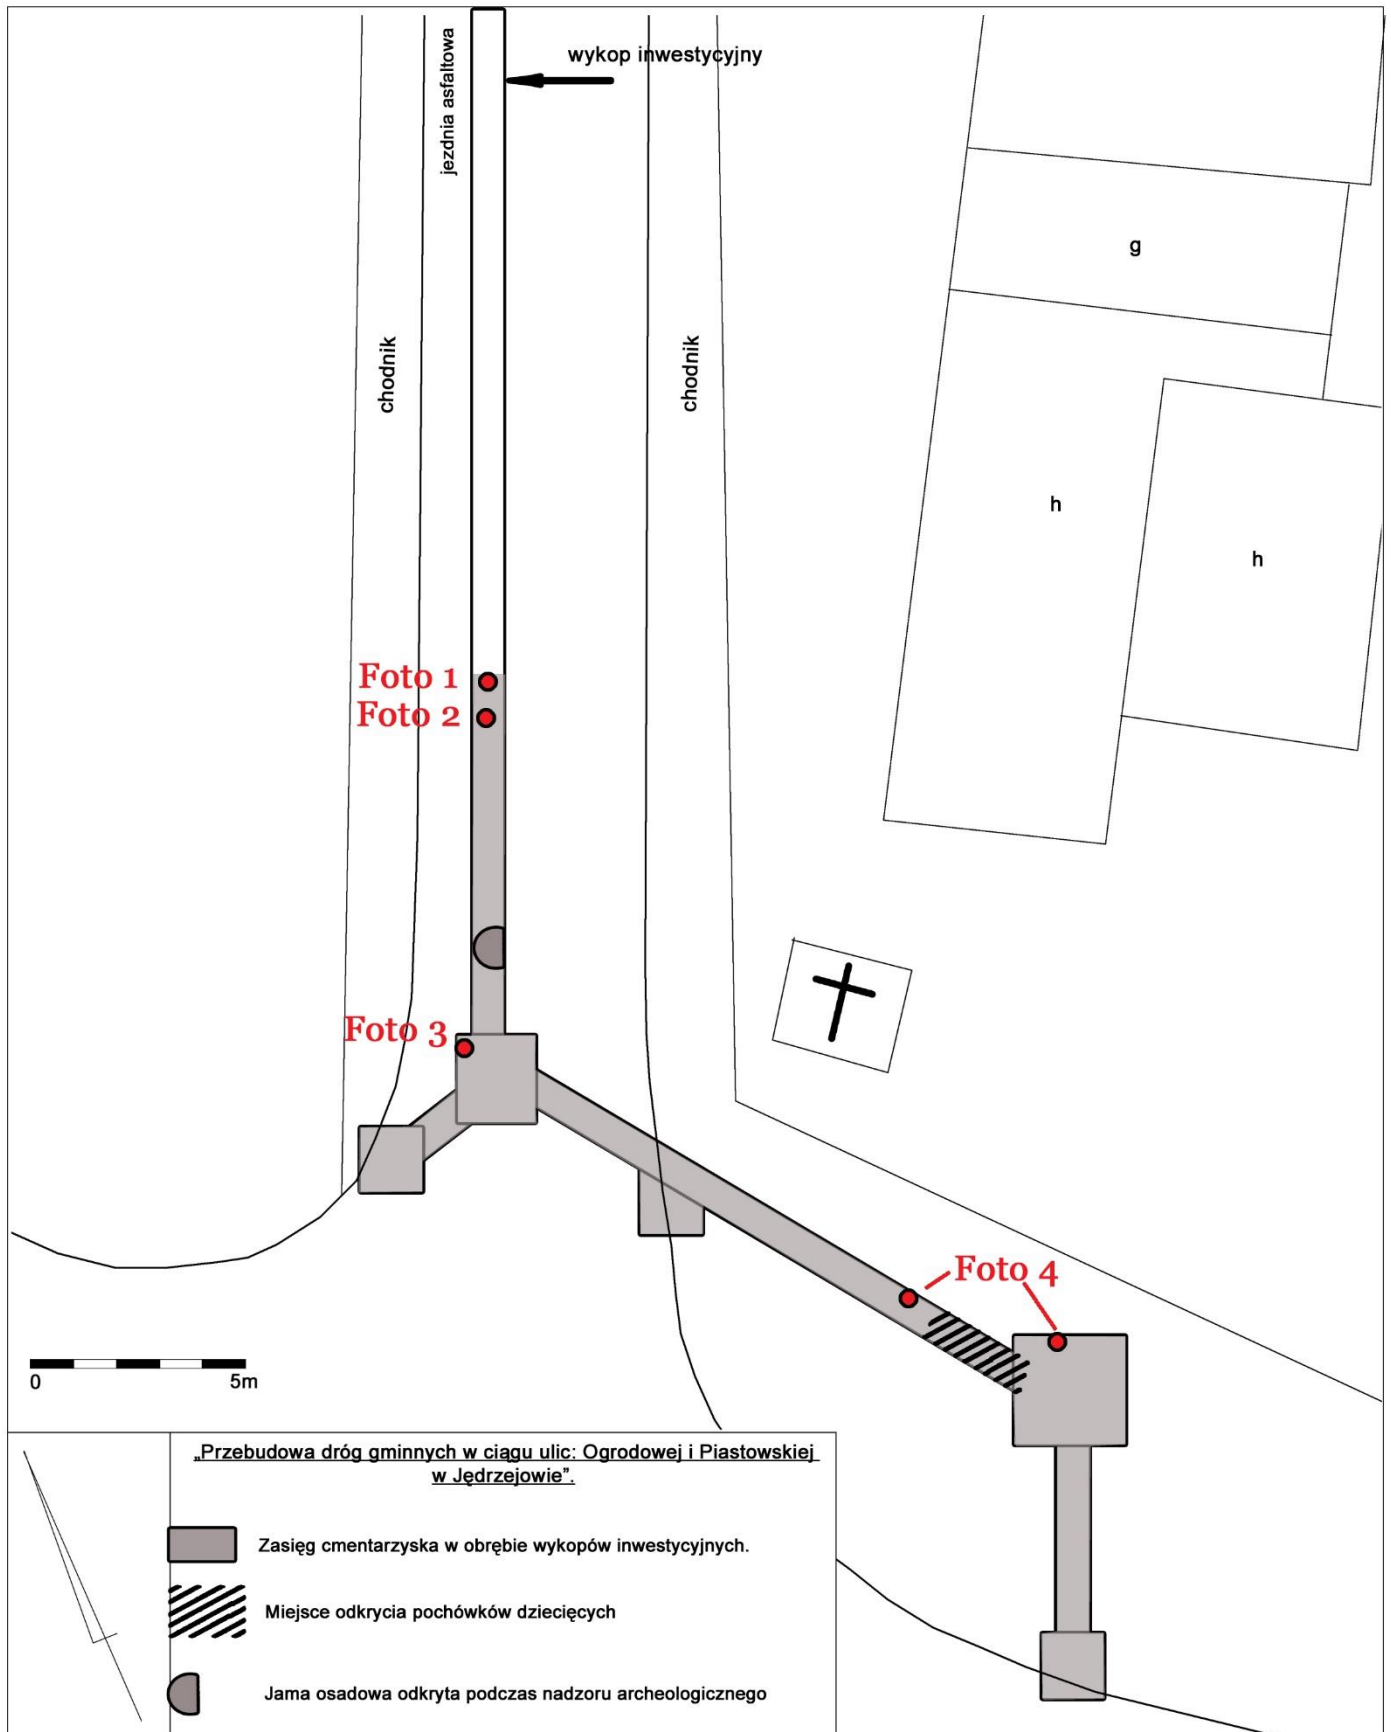 wykop inwestycyjny
jezdnia asfaltowa
chodnik
chodnik
g
h
h
Foto 1
Foto 2
Foto 3
Foto 4
0 5m
„Przebudowa dróg gminnych w ciągu ulic: Ogrodowej i Piastowskiej
w Jędrzejowie”.
Zasięg cmentarzyska w obrębie wykopów inwestycyjnych.
Miejsce odkrycia pochówków dziecięcych
Jama osadowa odkryta podczas nadzoru archeologicznego